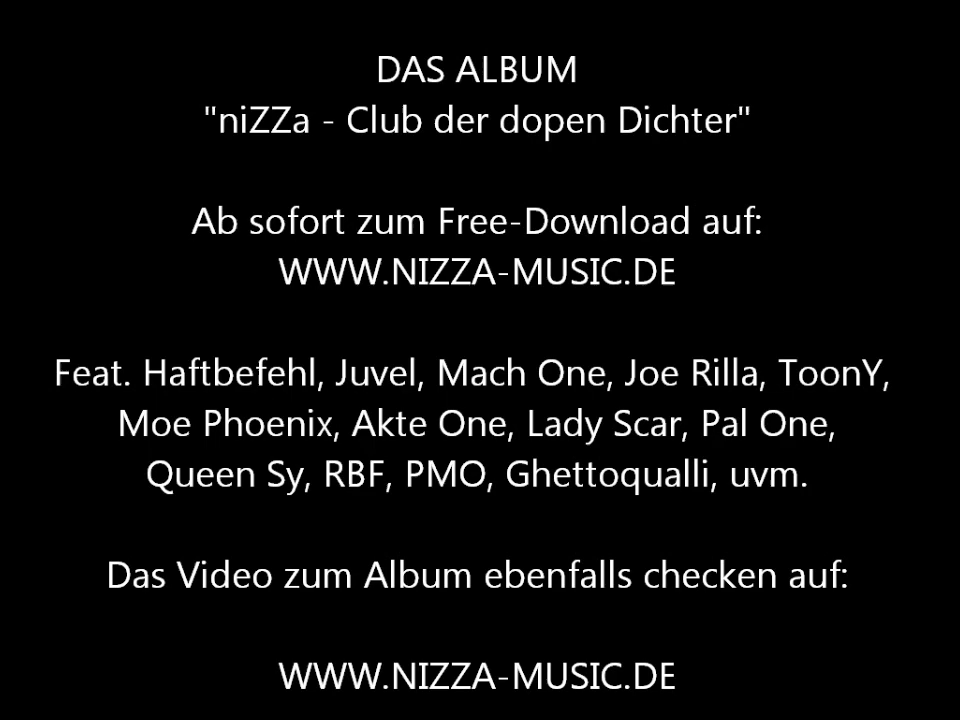 DAS ALBUM
"niZZa - Club der dopen Dichter"
Ab sofort zum Free-Download auf:
WWW.NIZZA-MUSIC.DE
Feat. Haftbefehl, Juvel, Mach One, Joe Rilla, ToonY,
Moe Phoenix, Akte One, Lady Scar, Pal One,
Queen Sy, RBF, PMO, Ghettoqualli, uvm.
Das Video zum Album ebenfalls checken auf:
WWW.NIZZA-MUSIC.DE